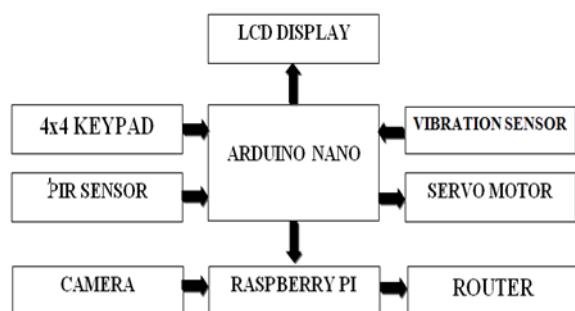 LCD DISPLAY
4x4 KEYPAD
ARDUINO NANO
VIBRATION SENSOR
PIR SENSOR
SERVO MOTOR
CAMERA
RASPBERRY PI
ROUTER